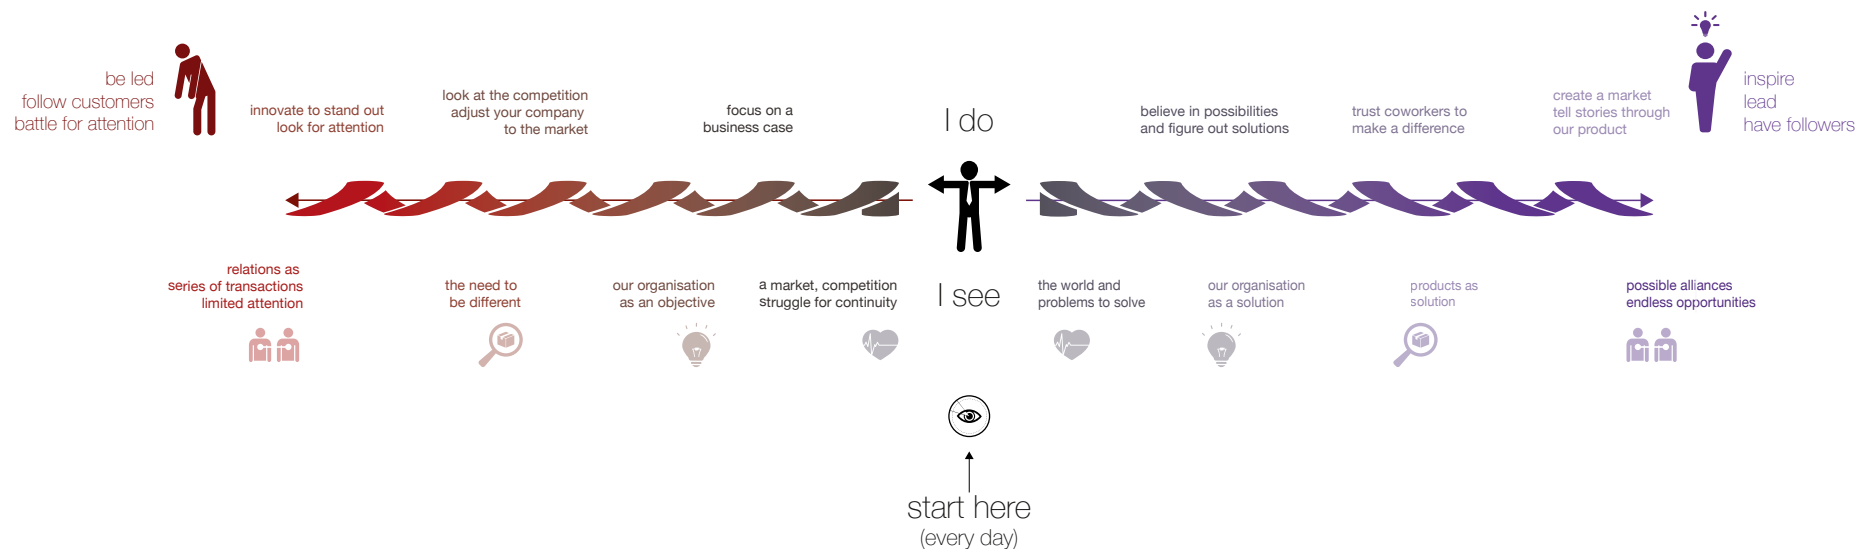 be led
follow customers
battle for attention
innovate to stand out
look for attention
look at the competition
adjust your company
to the market
focus on a
business case
I do
believe in possibilities
and figure out solutions
trust coworkers to
make a difference
create a market
tell stories through
our product
inspire
lead
have followers
relations as
series of transactions
limited attention
the need to
be different
our organisation
as an objective
a market, competition
struggle for continuity
I see
the world and
problems to solve
our organisation
as a solution
products as
solution
possible alliances
endless opportunities
start here
(every day)